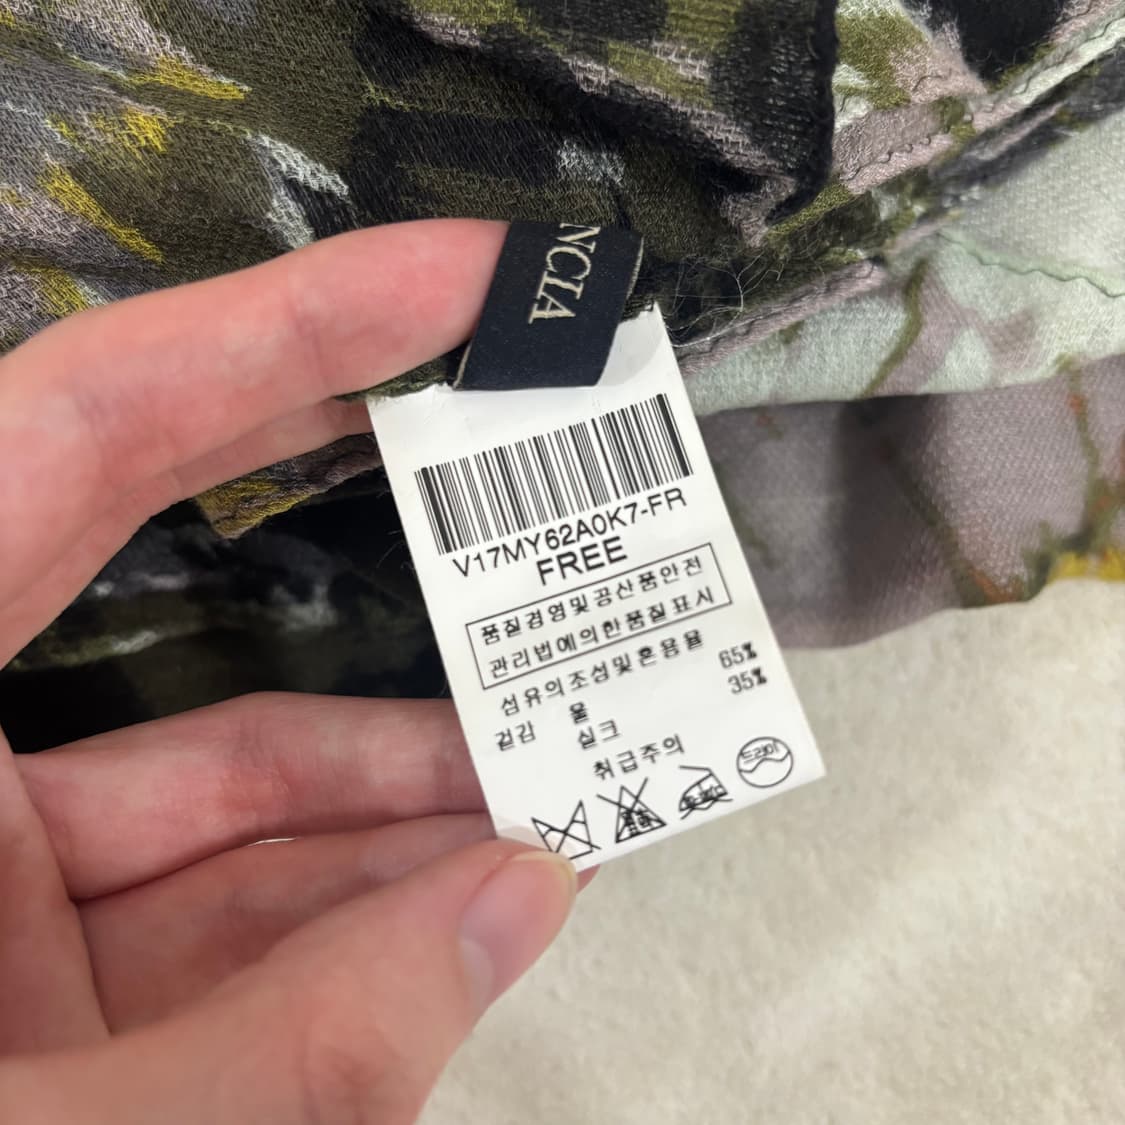 NCIA
V17MY62A0K7-FR
FREE
품질경영및공산품안전
관리법에의한품질표시
섬유의조성및혼용율
울 65%
겉감 실크 35%
취급주의
드라이